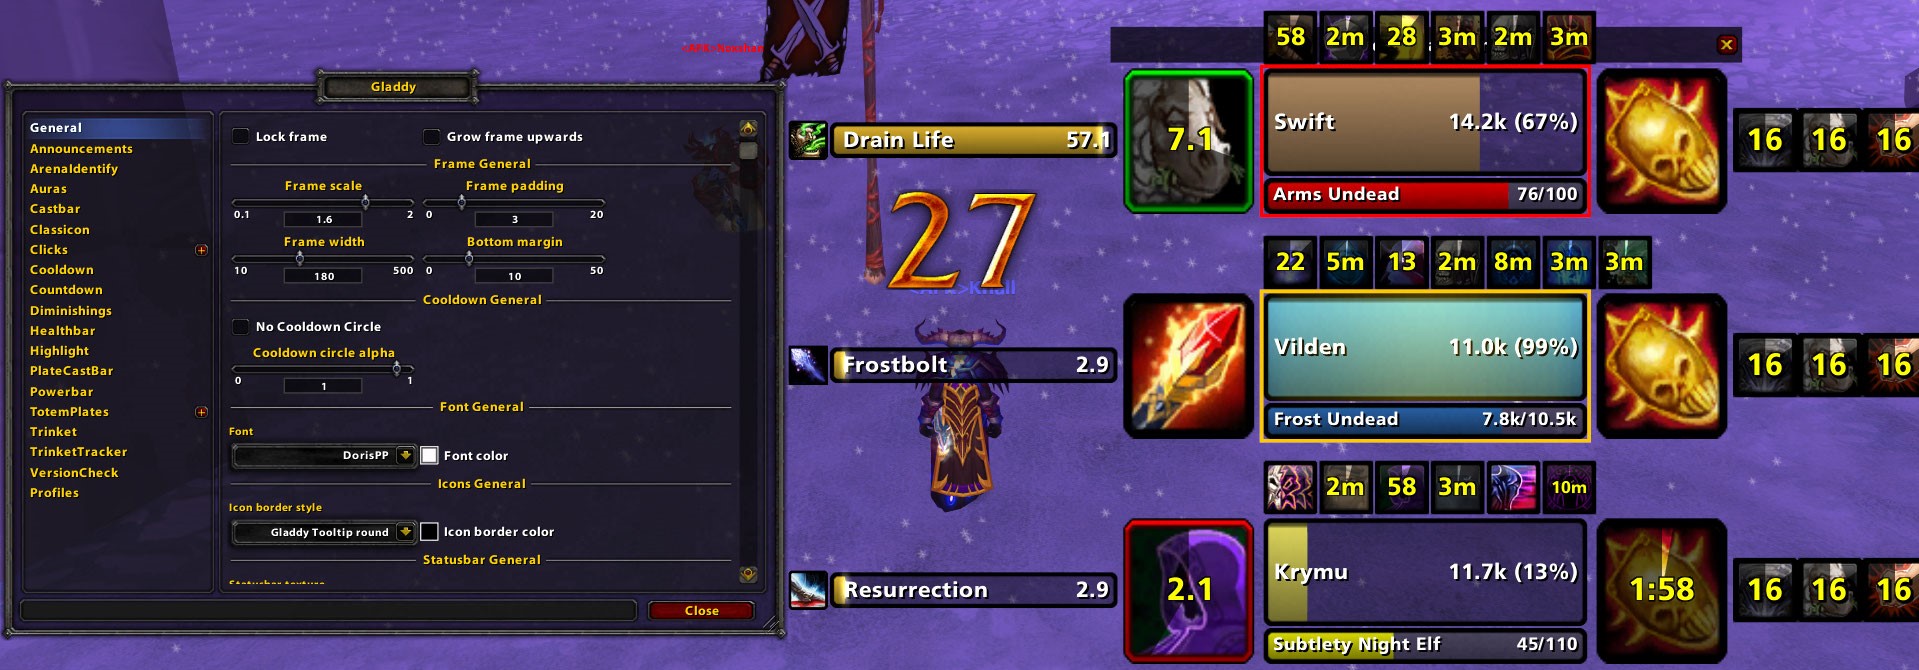 Gladdy
General
Announcements
ArenaIdentify
Auras
Castbar
Classicon
Clicks
Cooldown
Countdown
Diminishings
Healthbar
Highlight
PlateCastBar
Powerbar
TotemPlates
Trinket
TrinketTracker
VersionCheck
Profiles
Lock frame
Grow frame upwards
Frame General
Frame scale
Frame padding
0.1 1.6 2
0 3 20
Frame width
Bottom margin
10 180 500
0 10 50
Cooldown General
No Cooldown Circle
Cooldown circle alpha
0 1 1
Font General
Font
DorisPP
Font color
Icons General
Icon border style
Gladdy Tooltip round
Icon border color
Statusbar General
Statusbar texture
Close
58 2m 28 3m 2m 3m
Drain Life 57.1
7.1
Swift 14.2k (67%)
Arms Undead 76/100
16 16 16
27
22 5m 13 2m 8m 3m 3m
Frostbolt 2.9
Vilden 11.0k (99%)
Frost Undead 7.8k/10.5k
16 16 16
2m 58 3m 10m
Resurrection 2.9
2.1
Krymu 11.7k (13%)
Subtlety Night Elf 45/110
1:58
16 16 16